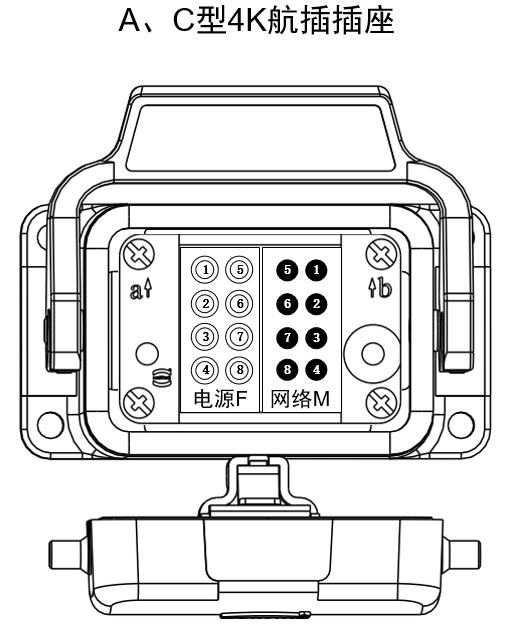 A、C型4K航插插座
a b
① ⑤ ❺ ❶
② ⑥ ❻ ❷
③ ⑦ ❼ ❸
④ ⑧ ❽ ❹
电源F 网络M